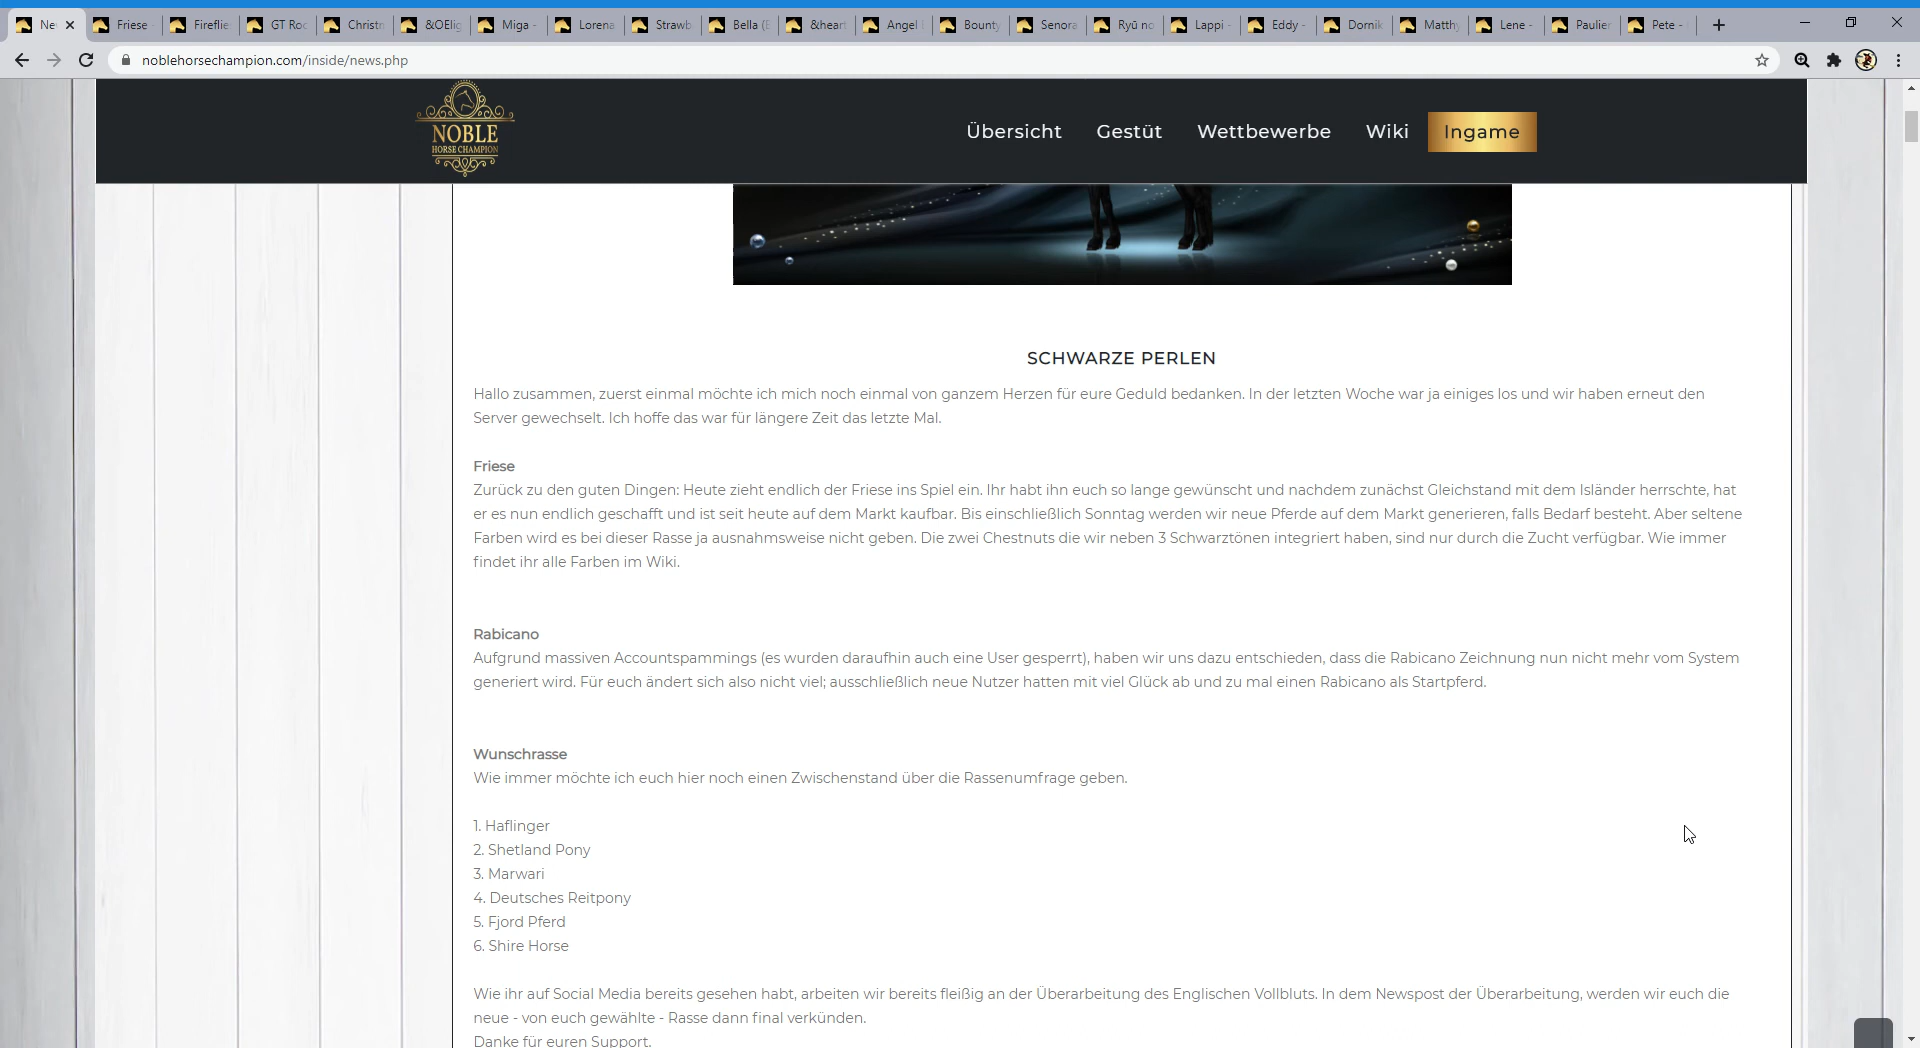 Ne
Friese -
Fireflie
GT Roc
Christn
&OElig
Miga -
Lorena
Strawb
Bella (E
&heart
Angel
Bounty
Senora
Ryū no
Lappi -
Eddy -
Dornik
Matthy
Lene -
Paulier
Pete -
noblehorsechampion.com/inside/news.php
NOBLE
HORSE CHAMPION
Übersicht
Gestüt
Wettbewerbe
Wiki
Ingame
SCHWARZE PERLEN
Hallo zusammen, zuerst einmal möchte ich mich noch einmal von ganzem Herzen für eure Geduld bedanken. In der letzten Woche war ja einiges los und wir haben erneut den
Server gewechselt. Ich hoffe das war für längere Zeit das letzte Mal.
Friese
Zurück zu den guten Dingen: Heute zieht endlich der Friese ins Spiel ein. Ihr habt ihn euch so lange gewünscht und nachdem zunächst Gleichstand mit dem Isländer herrschte, hat
er es nun endlich geschafft und ist seit heute auf dem Markt kaufbar. Bis einschließlich Sonntag werden wir neue Pferde auf dem Markt generieren, falls Bedarf besteht. Aber seltene
Farben wird es bei dieser Rasse ja ausnahmsweise nicht geben. Die zwei Chestnuts die wir neben 3 Schwarztönen integriert haben, sind nur durch die Zucht verfügbar. Wie immer
findet ihr alle Farben im Wiki.
Rabicano
Aufgrund massiven Accountspammings (es wurden daraufhin auch eine User gesperrt), haben wir uns dazu entschieden, dass die Rabicano Zeichnung nun nicht mehr vom System
generiert wird. Für euch ändert sich also nicht viel; ausschließlich neue Nutzer hatten mit viel Glück ab und zu mal einen Rabicano als Startpferd.
Wunschrasse
Wie immer möchte ich euch hier noch einen Zwischenstand über die Rassenumfrage geben.
1. Haflinger
2. Shetland Pony
3. Marwari
4. Deutsches Reitpony
5. Fjord Pferd
6. Shire Horse
Wie ihr auf Social Media bereits gesehen habt, arbeiten wir bereits fleißig an der Überarbeitung des Englischen Vollbluts. In dem Newspost der Überarbeitung, werden wir euch die
neue - von euch gewählte - Rasse dann final verkünden.
Danke für euren Support.